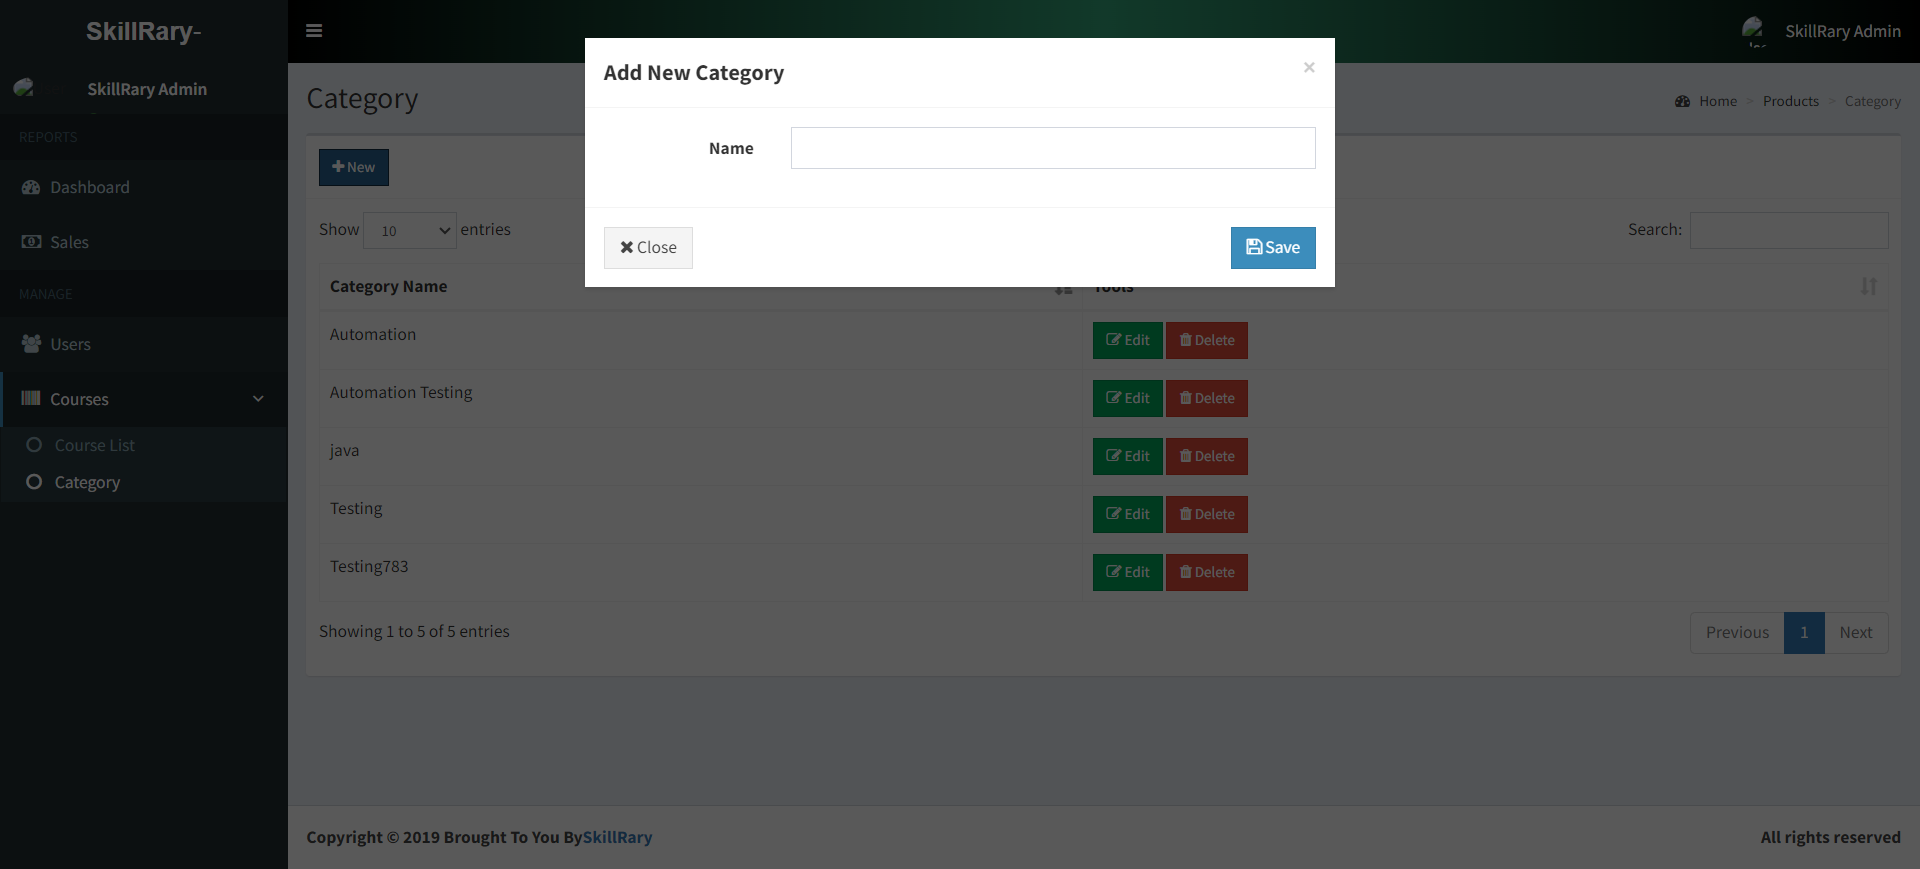 SkillRary-
SkillRary Admin
SkillRary Admin
REPORTS
Dashboard
Sales
MANAGE
Users
Courses
Course List
Category
Category
Home > Products > Category
New
Show 10 entries
Search:
Category Name
Tools
Automation
Edit Delete
Automation Testing
Edit Delete
java
Edit Delete
Testing
Edit Delete
Testing783
Edit Delete
Showing 1 to 5 of 5 entries
Previous 1 Next
Add New Category
×
Name
Close
Save
Copyright © 2019 Brought To You BySkillRary
All rights reserved